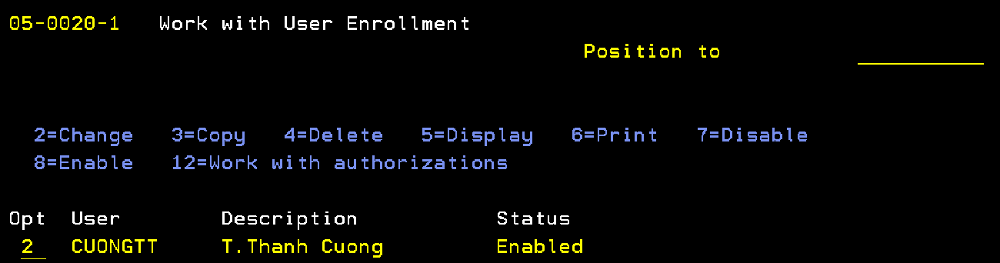 05-0020-1 Work with User Enrollment
Position to
2=Change 3=Copy 4=Delete 5=Display 6=Print 7=Disable
8=Enable 12=Work with authorizations
Opt User Description Status
2 CUONGTT T.Thanh Cuong Enabled